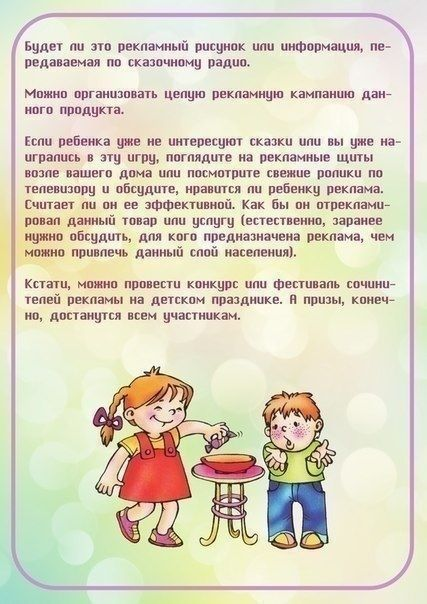 Будет ли это рекламный рисунок или информация, пе-
редаваемая по сказочному радио.
Можно организовать целую рекламную кампанию дан-
ного продукта.
Если ребенка уже не интересуют сказки или вы уже на-
игрались в эту игру, поглядите на рекламные щиты
возле вашего дома или посмотрите свежие ролики по
телевизору и обсудите, нравится ли ребенку реклама.
Считает ли он ее эффективной. Как бы он отреклами-
ровал данный товар или услугу (естественно, заранее
нужно обсудить, для кого предназначена реклама, чем
можно привлечь данный слой населения).
Кстати, можно провести конкурс или фестиваль сочини-
телей рекламы на детском празднике. А призы, конеч-
но, достанутся всем участникам.